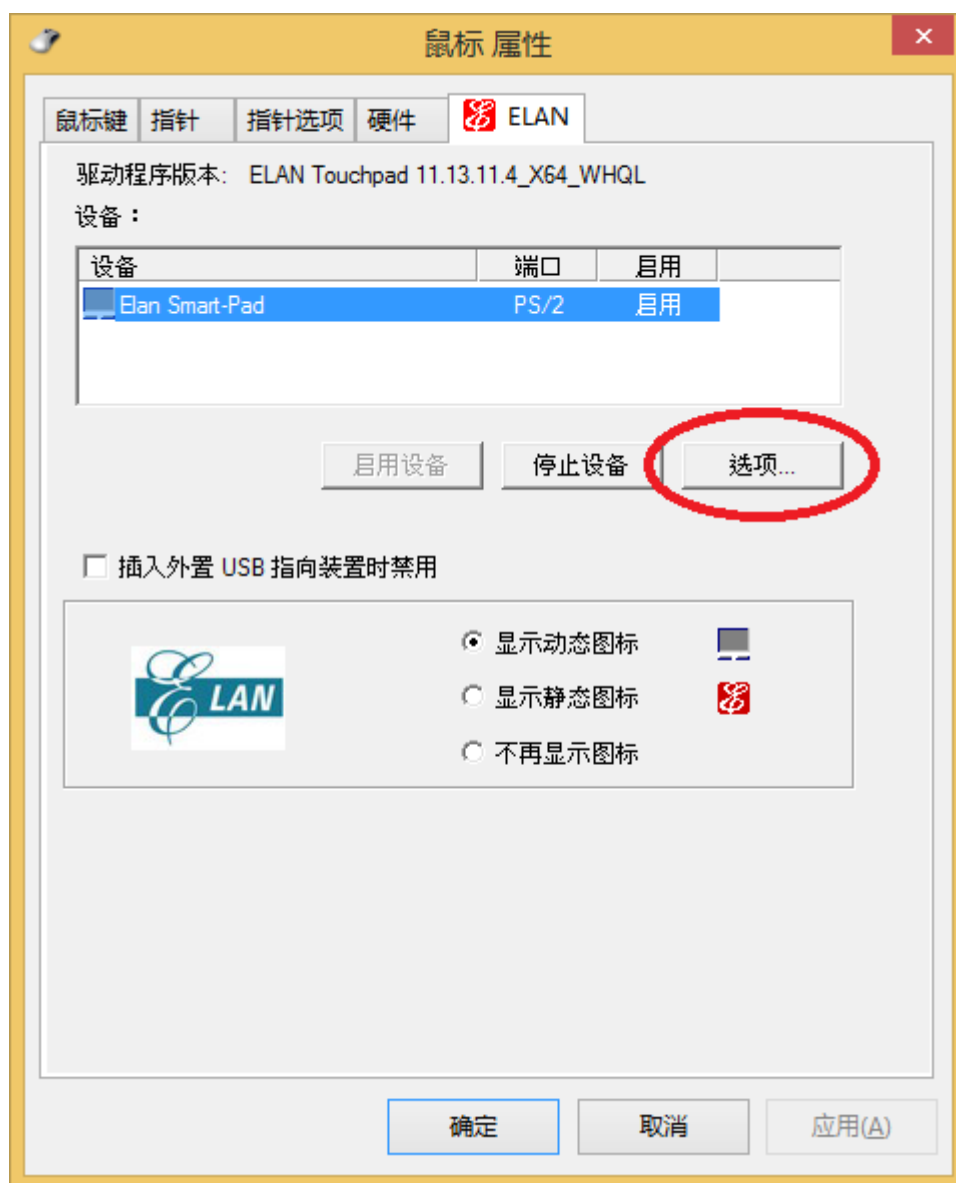 鼠标 属性
鼠标键 指针 指针选项 硬件 ELAN
驱动程序版本: ELAN Touchpad 11.13.11.4_X64_WHQL
设备：
设备 端口 启用
Elan Smart-Pad PS/2 启用
启用设备 停止设备 选项...
插入外置 USB 指向装置时禁用
显示动态图标
ELAN 显示静态图标
不再显示图标
确定 取消 应用(A)